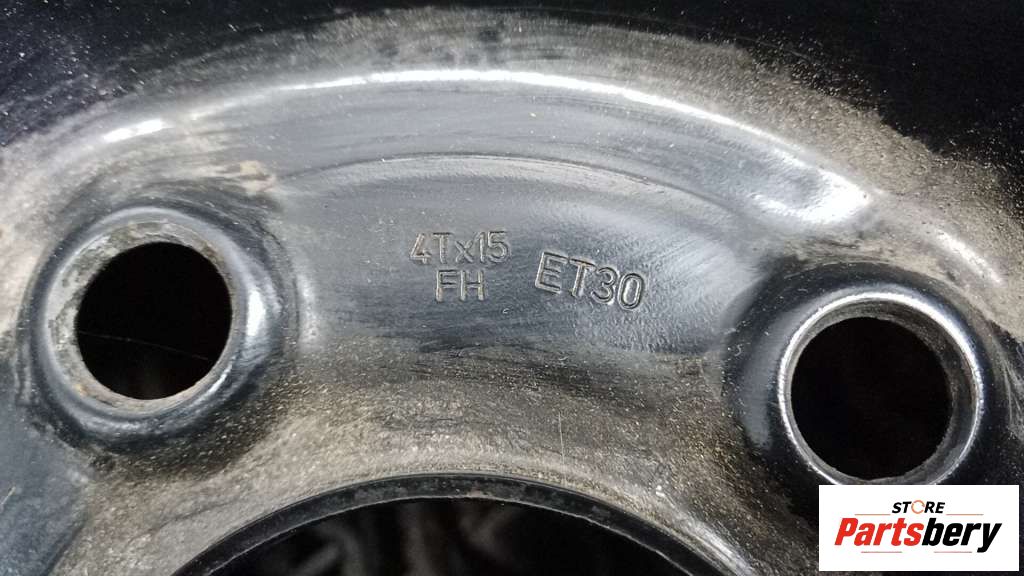 4Tx15
FH
ET30
STORE
Partsbery